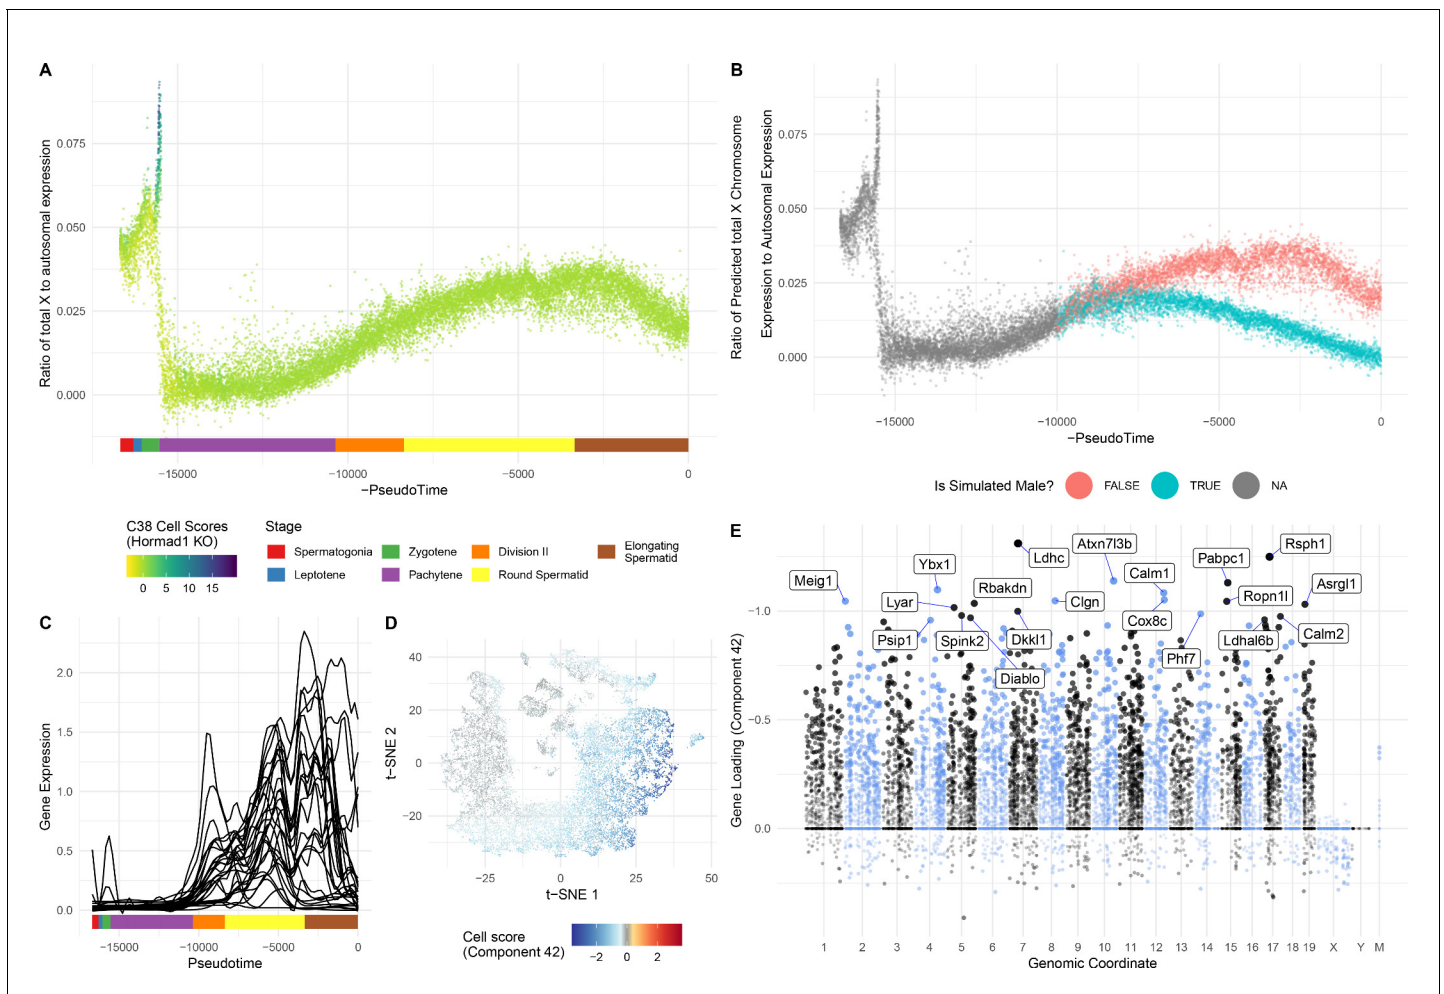 A
Ratio of total X to autosomal expression
0.075
0.050
0.025
0.000
−15000
−10000
−5000
0
−PseudoTime
C38 Cell Scores
(Hormad1 KO)
0
5
10
15
Stage
Spermatogonia
Zygotene
Division II
Elongating
Spermatid
Leptotene
Pachytene
Round Spermatid
B
Ratio of Predicted total X Chromosome
Expression to Autosomal Expression
0.075
0.050
0.025
0.000
−15000
−10000
−5000
0
−PseudoTime
Is Simulated Male?
FALSE
TRUE
NA
C
Gene Expression
2.0
1.5
1.0
0.5
0.0
−15000
−10000
−5000
0
Pseudotime
D
t−SNE 2
40
20
0
−20
−25
0
25
50
t−SNE 1
Cell score
(Component 42)
−2
0
2
E
Gene Loading (Component 42)
−1.0
−0.5
0.0
Meig1
Ybx1
Lyar
Psip1
Rbakdn
Spink2
Ldhc
Dkkl1
Diablo
Clgn
Atxn7l3b
Calm1
Cox8c
Phf7
Pabpc1
Ropn1l
Rsph1
Ldhal6b
Asrgl1
Calm2
1 2 3 4 5 6 7 8 9 10 11 12 13 14 15 16 17 18 19 X Y M
Genomic Coordinate